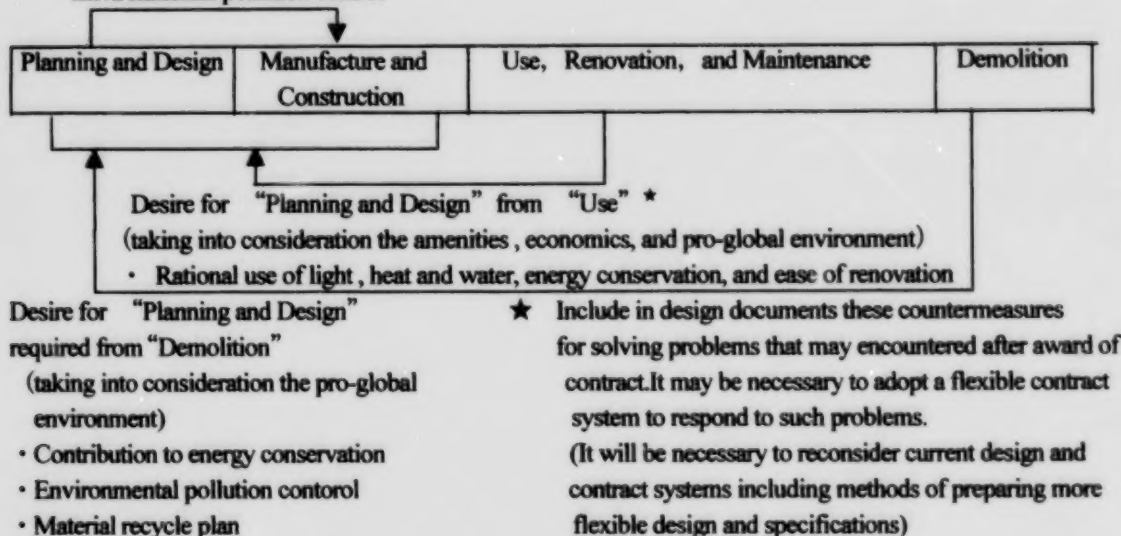 Planning and Design
Manufacture and
Construction
Use, Renovation, and Maintenance
Demolition
Desire for “Planning and Design” from “Use” ★
(taking into consideration the amenities , economics, and pro-global environment)
・ Rational use of light , heat and water, energy conservation, and ease of renovation
Desire for “Planning and Design”
required from “Demolition”
(taking into consideration the pro-global
environment)
・Contribution to energy conservation
・Environmental pollution contorol
・Material recycle plan
★ Include in design documents these countermeasures
for solving problems that may encountered after award of
contract.It may be necessary to adopt a flexible contract
system to respond to such problems.
(It will be necessary to reconsider current design and
contract systems including methods of preparing more
flexible design and specifications)